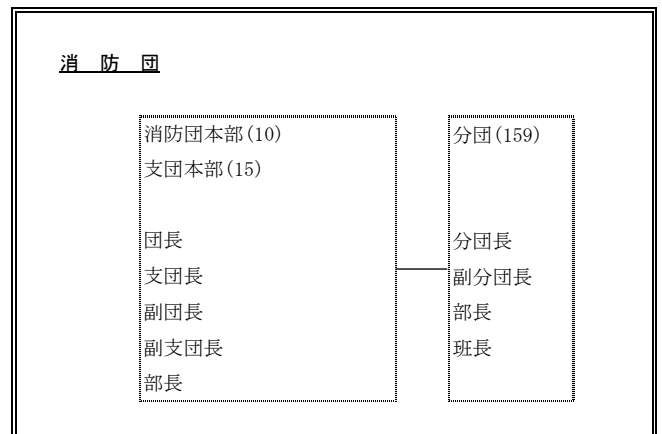 消 防 団
消防団本部(10)
支団本部(15)
団長
支団長
副団長
副支団長
部長
分団(159)
分団長
副分団長
部長
班長